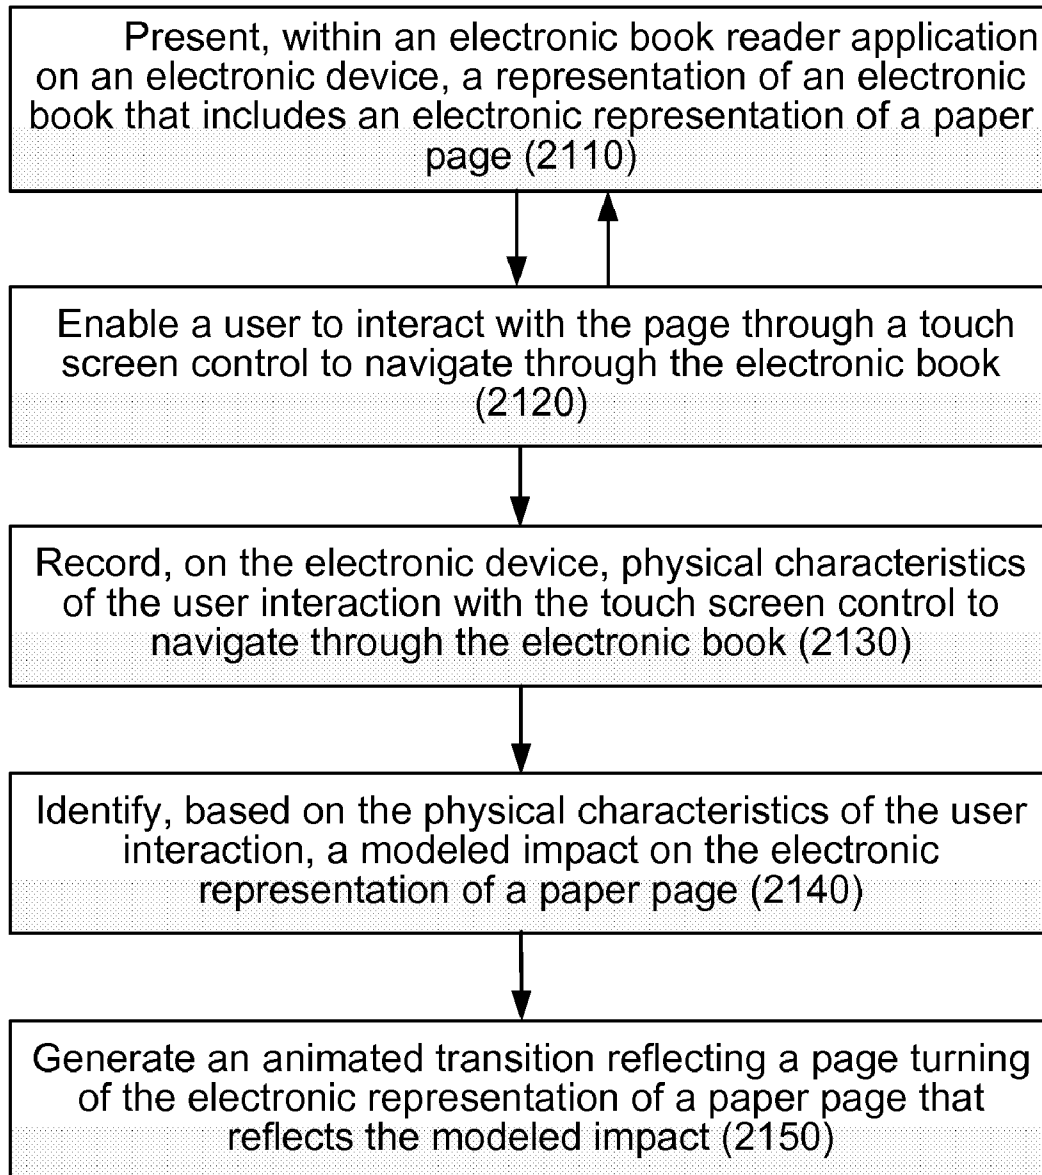 Present, within an electronic book reader application
on an electronic device, a representation of an electronic
book that includes an electronic representation of a paper
page (2110)
Enable a user to interact with the page through a touch
screen control to navigate through the electronic book
(2120)
Record, on the electronic device, physical characteristics
of the user interaction with the touch screen control to
navigate through the electronic book (2130)
Identify, based on the physical characteristics of the user
interaction, a modeled impact on the electronic
representation of a paper page (2140)
Generate an animated transition reflecting a page turning
of the electronic representation of a paper page that
reflects the modeled impact (2150)